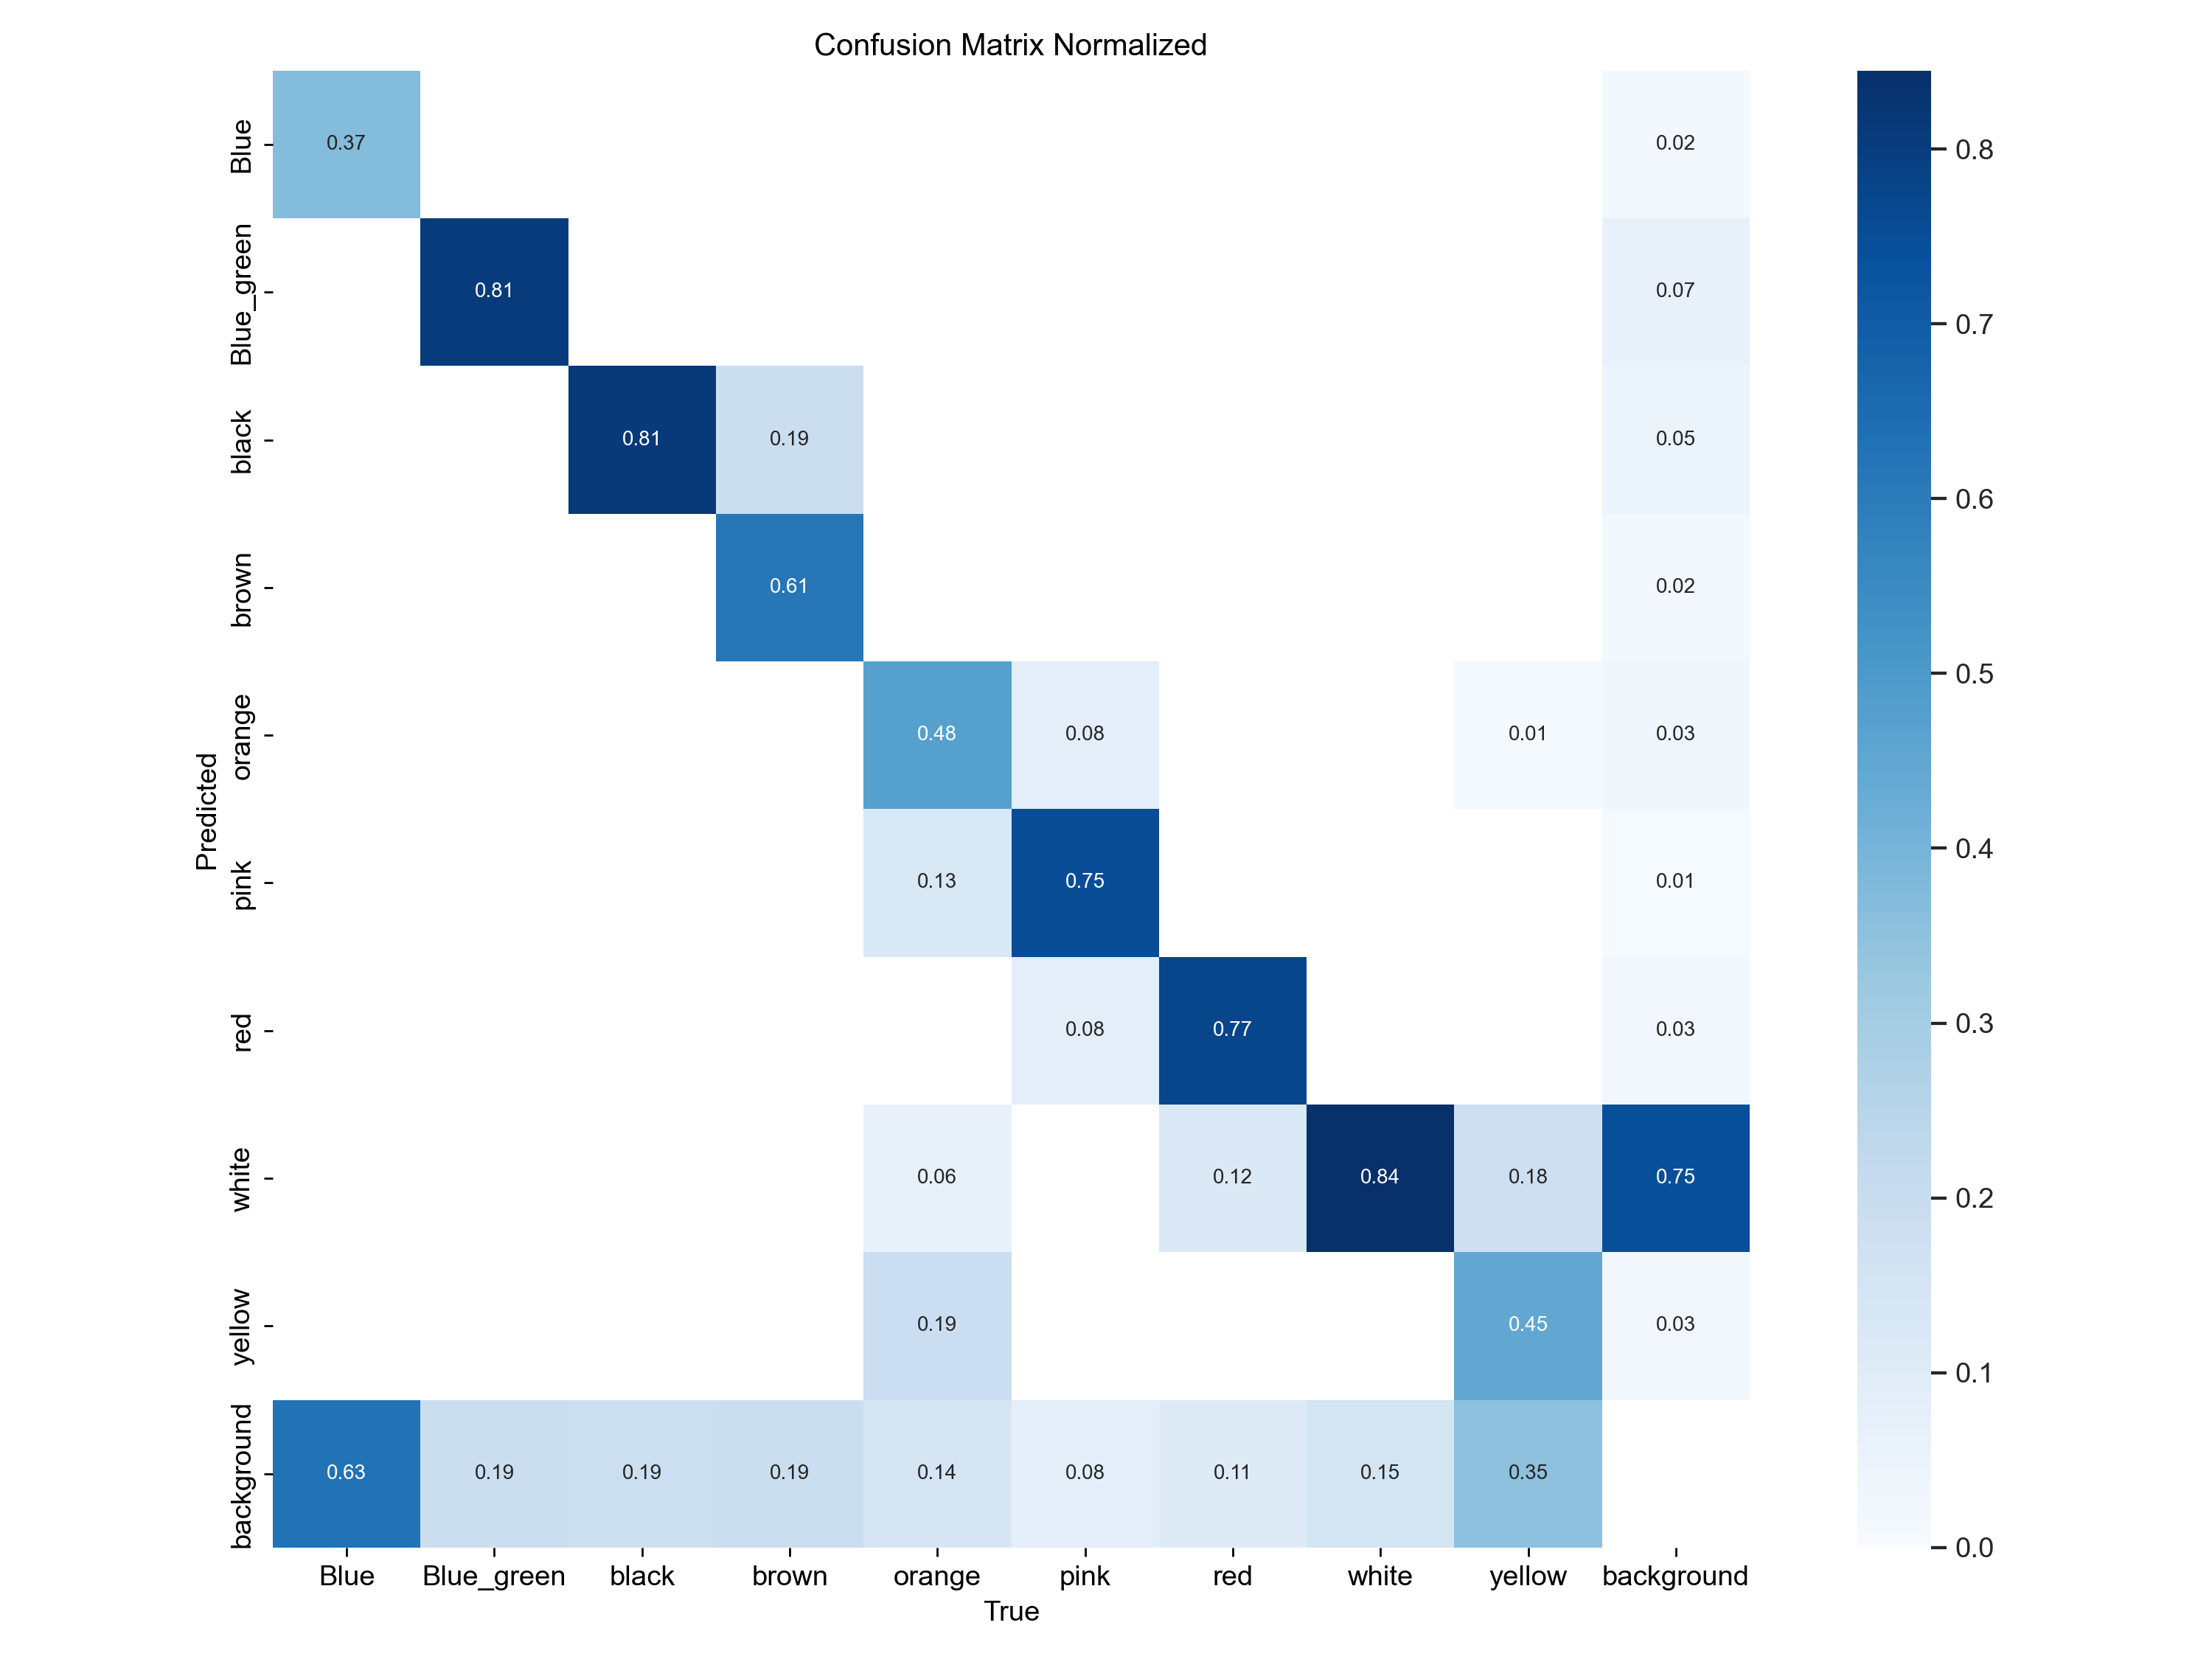 Confusion Matrix Normalized
Predicted
Blue
0.37
0.02
Blue_green
0.81
0.07
black
0.81
0.19
0.05
brown
0.61
0.02
orange
0.48
0.08
0.01
0.03
pink
0.13
0.75
0.01
red
0.08
0.77
0.03
white
0.06
0.12
0.84
0.18
0.75
yellow
0.19
0.45
0.03
background
0.63
0.19
0.19
0.19
0.14
0.08
0.11
0.15
0.35
Blue
Blue_green
black
brown
orange
pink
red
white
yellow
background
True
0.8
0.7
0.6
0.5
0.4
0.3
0.2
0.1
0.0